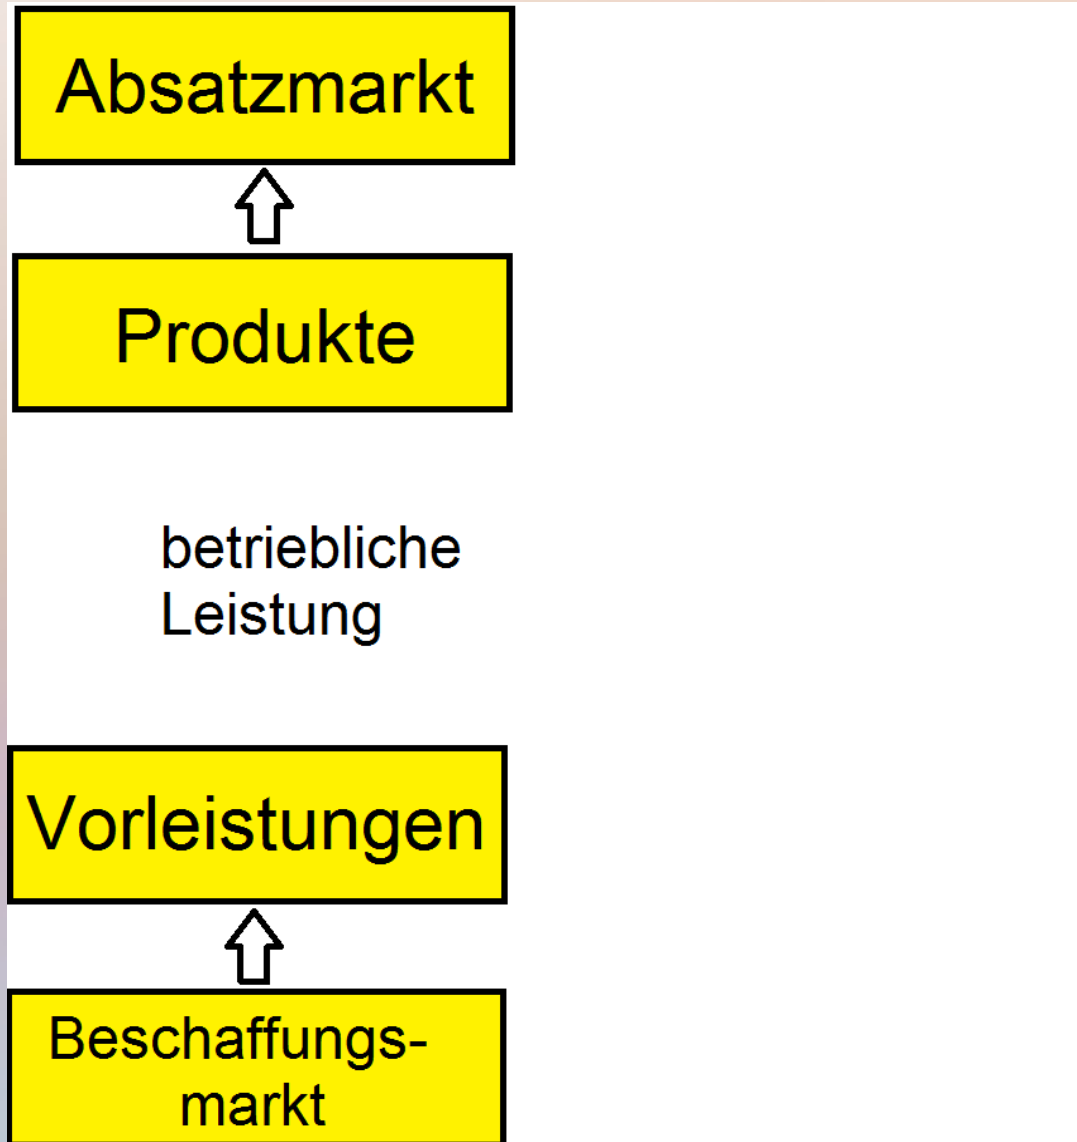 Absatzmarkt
Produkte
betriebliche
Leistung
Vorleistungen
Beschaffungs-
markt